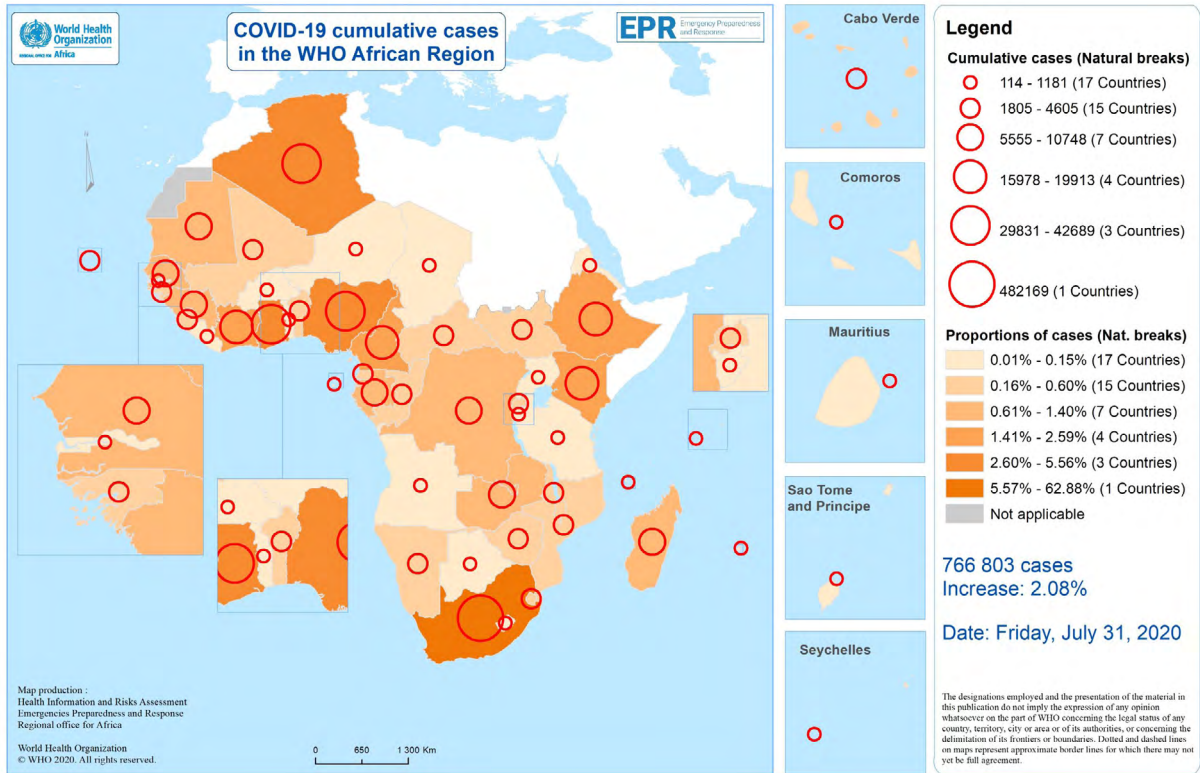 World Health
Organization
REGIONAL OFFICE FOR Africa
COVID-19 cumulative cases
in the WHO African Region
EPR
Emergency Preparedness
and Response
N
Map production :
Health Information and Risks Assessment
Emergencies Preparedness and Response
Regional office for Africa
World Health Organization
© WHO 2020. All rights reserved.
0 650 1 300 Km
Cabo Verde
Comoros
Mauritius
Sao Tome
and Principe
Seychelles
Legend
Cumulative cases (Natural breaks)
114 - 1181 (17 Countries)
1805 - 4605 (15 Countries)
5555 - 10748 (7 Countries)
15978 - 19913 (4 Countries)
29831 - 42689 (3 Countries)
482169 (1 Countries)
Proportions of cases (Nat. breaks)
0.01% - 0.15% (17 Countries)
0.16% - 0.60% (15 Countries)
0.61% - 1.40% (7 Countries)
1.41% - 2.59% (4 Countries)
2.60% - 5.56% (3 Countries)
5.57% - 62.88% (1 Countries)
Not applicable
766 803 cases
Increase: 2.08%
Date: Friday, July 31, 2020
The designations employed and the presentation of the material in
this publication do not imply the expression of any opinion
whatsoever on the part of WHO concerning the legal status of any
country, territory, city or area or of its authorities, or concerning the
delimitation of its frontiers or boundaries. Dotted and dashed lines
on maps represent approximate border lines for which there may not
yet be full agreement.